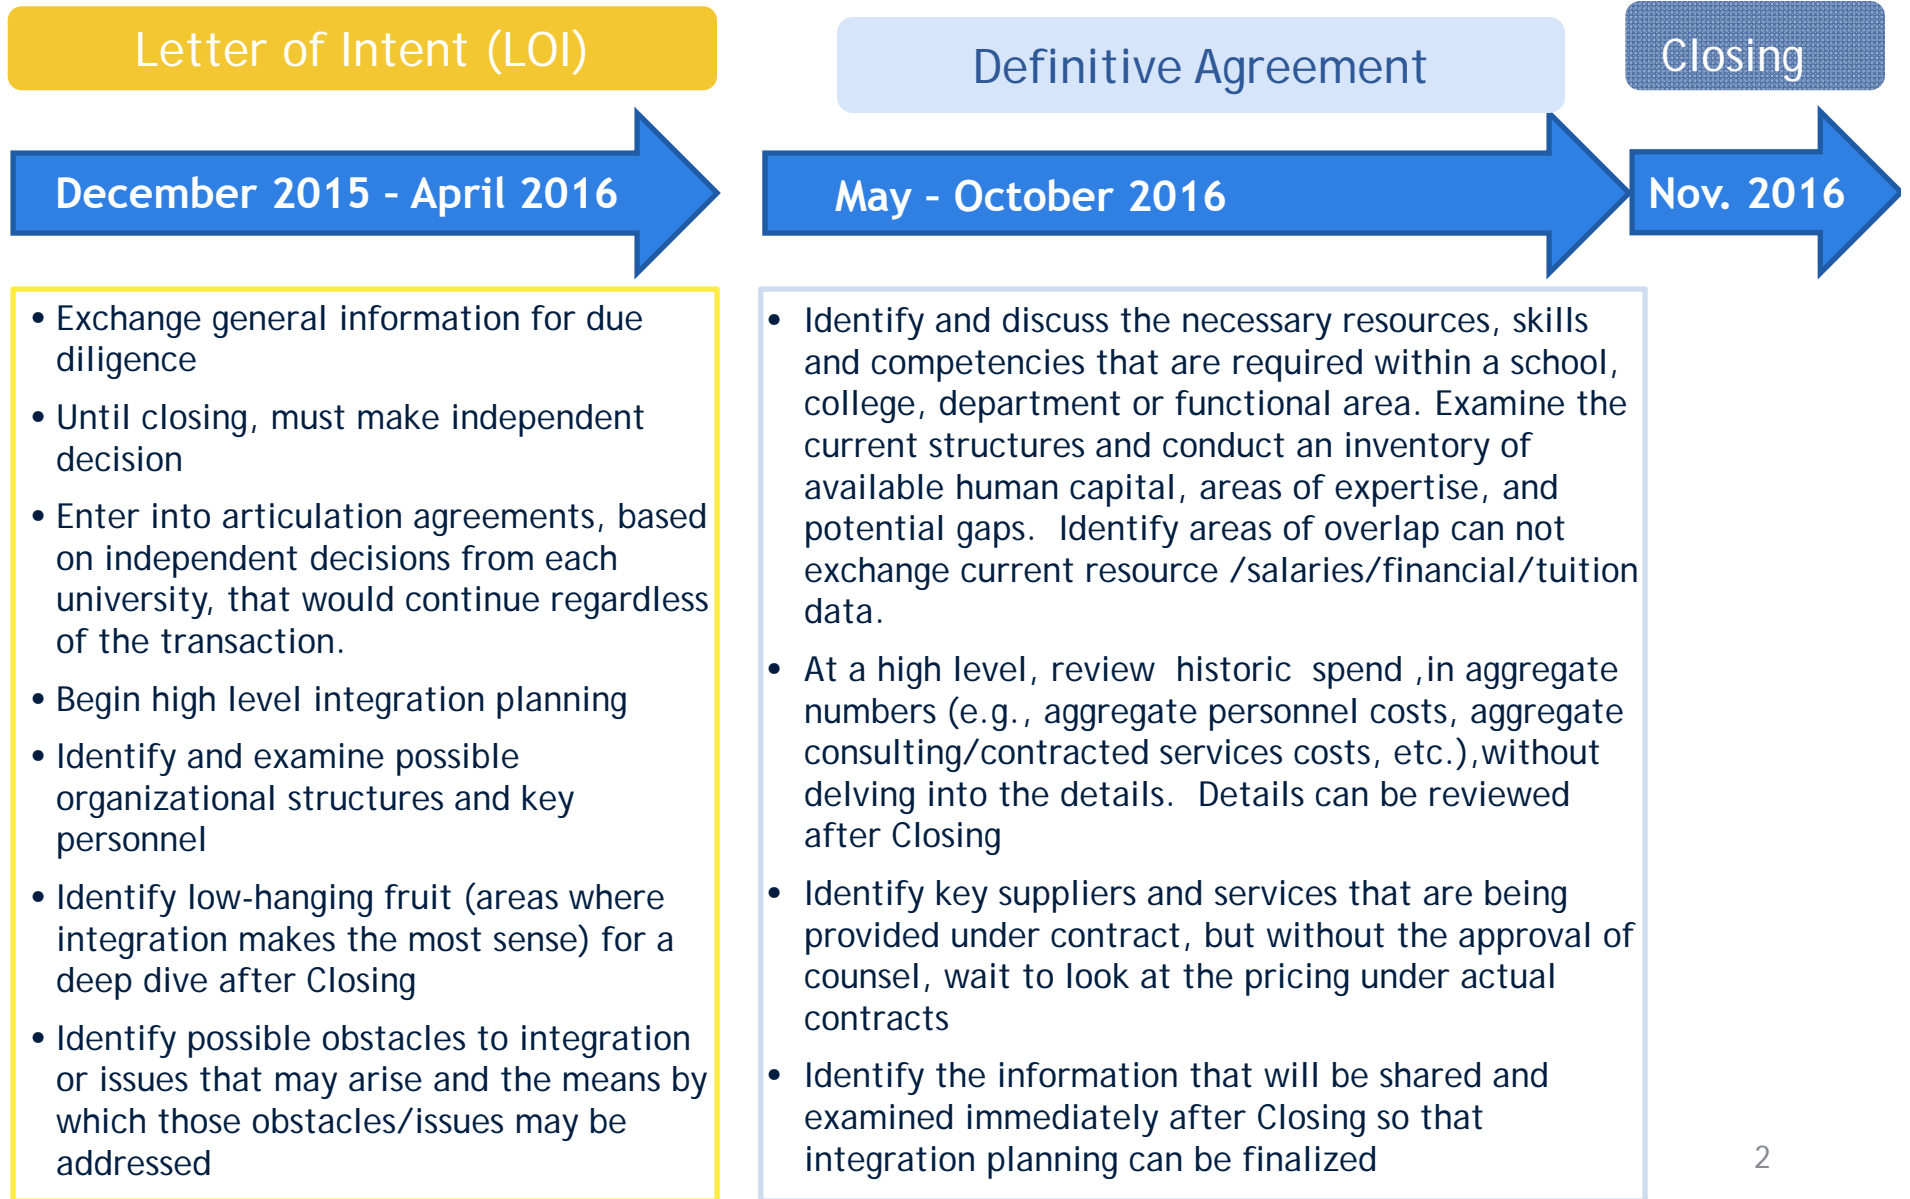 Letter of Intent (LOI)
Definitive Agreement
Closing
December 2015 – April 2016
May – October 2016
Nov. 2016
• Exchange general information for due
diligence
• Until closing, must make independent
decision
• Enter into articulation agreements, based
on independent decisions from each
university, that would continue regardless
of the transaction.
• Begin high level integration planning
• Identify and examine possible
organizational structures and key
personnel
• Identify low-hanging fruit (areas where
integration makes the most sense) for a
deep dive after Closing
• Identify possible obstacles to integration
or issues that may arise and the means by
which those obstacles/issues may be
addressed
• Identify and discuss the necessary resources, skills
and competencies that are required within a school,
college, department or functional area. Examine the
current structures and conduct an inventory of
available human capital, areas of expertise, and
potential gaps.  Identify areas of overlap can not
exchange current resource /salaries/financial/tuition
data.
• At a high level, review  historic  spend ,in aggregate
numbers (e.g., aggregate personnel costs, aggregate
consulting/contracted services costs, etc.),without
delving into the details.  Details can be reviewed
after Closing
• Identify key suppliers and services that are being
provided under contract, but without the approval of
counsel, wait to look at the pricing under actual
contracts
• Identify the information that will be shared and
examined immediately after Closing so that
integration planning can be finalized
2